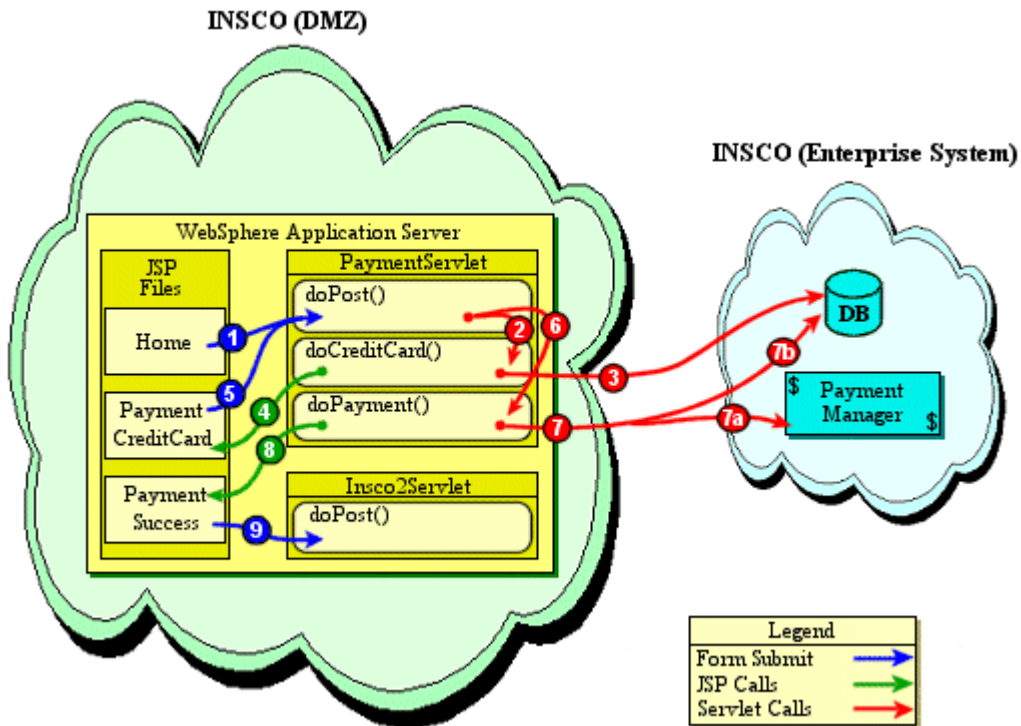 INSCO (DMZ)
INSCO (Enterprise System)
WebSphere Application Server
JSP
Files
PaymentServlet
doPost()
Home
1
2
6
DB
doCreditCard()
3
7b
5
Payment
CreditCard
4
doPayment()
7
7a
$ Payment
Manager $
8
Payment
Success
Insco2Servlet
doPost()
9
Legend
Form Submit
JSP Calls
Servlet Calls